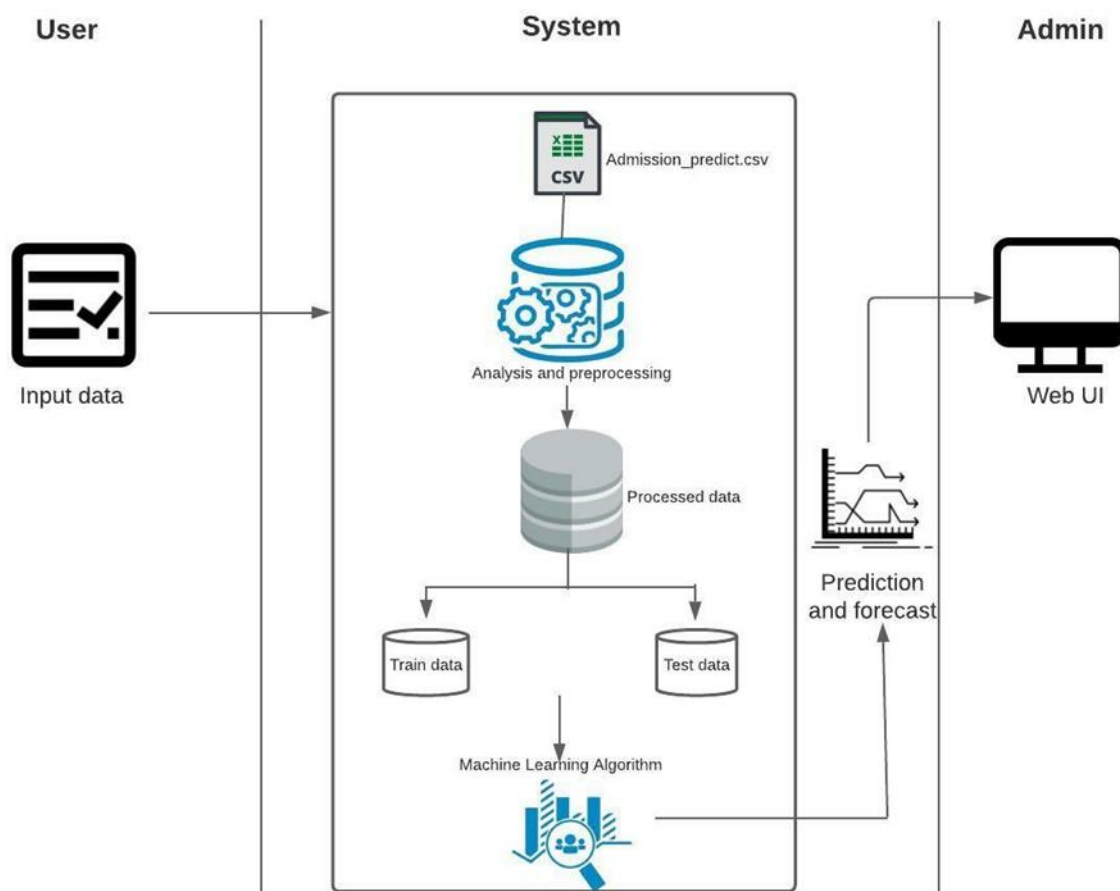 User
System
Admin
X
CSV
Admission_predict.csv
Analysis and preprocessing
Input data
Web UI
Processed data
Prediction
and forecast
Train data
Test data
Machine Learning Algorithm